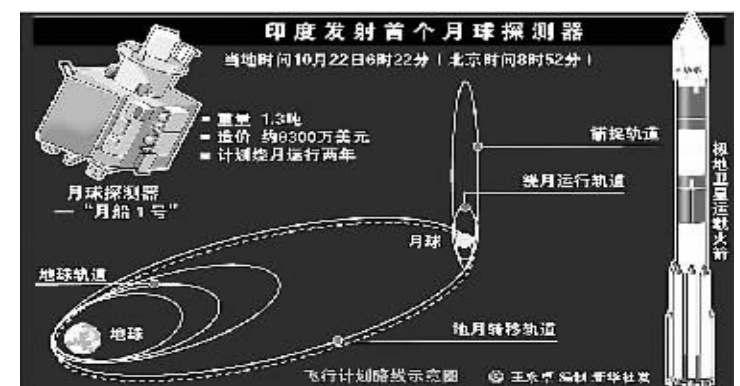 印度发射首个月球探测器
当地时间10月22日6时22分（北京时间8时52分）
重量 1.3吨
造价 约8300万美元
计划绕月运行两年
月球探测器
—“月船1号”
捕捉轨道
绕月运行轨道
月球
极地卫星运载火箭
地球轨道
地球
地月转移轨道
飞行计划路线示意图
编制 新华社发